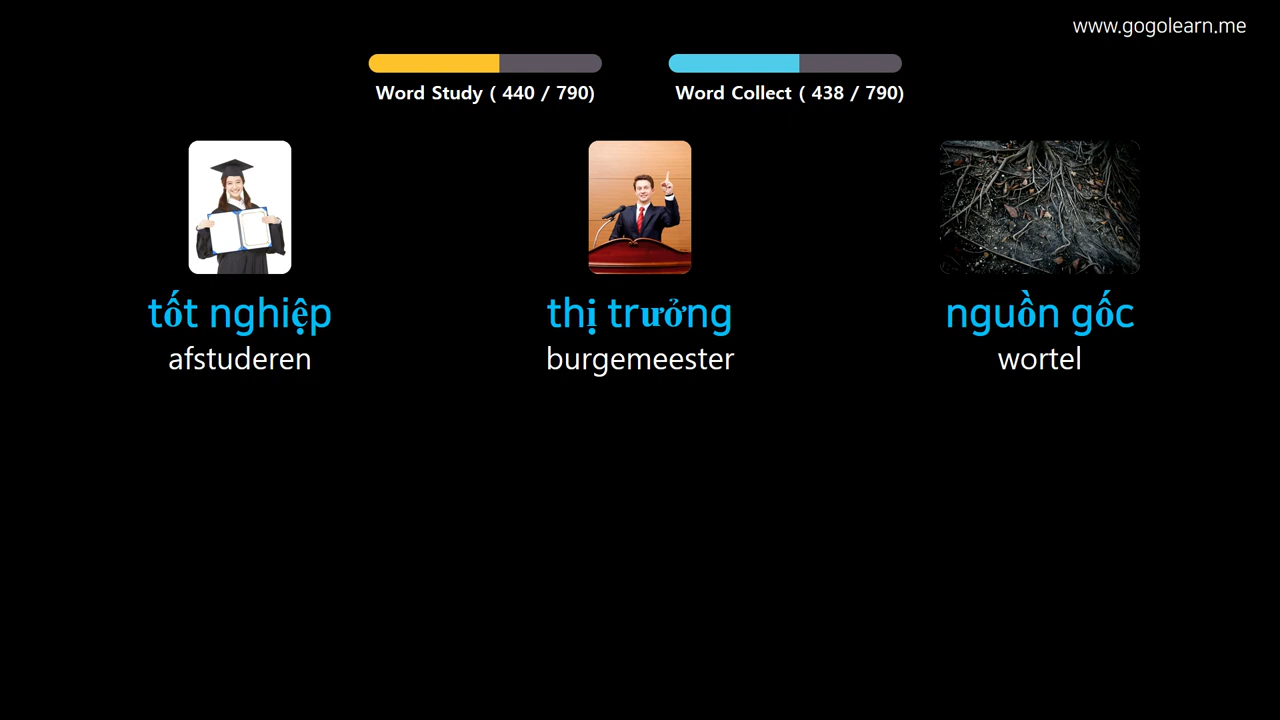 www.gogolearn.me
Word Study ( 440 / 790)
Word Collect ( 438 / 790)
tốt nghiệp
afstuderen
thị trưởng
burgemeester
nguồn gốc
wortel